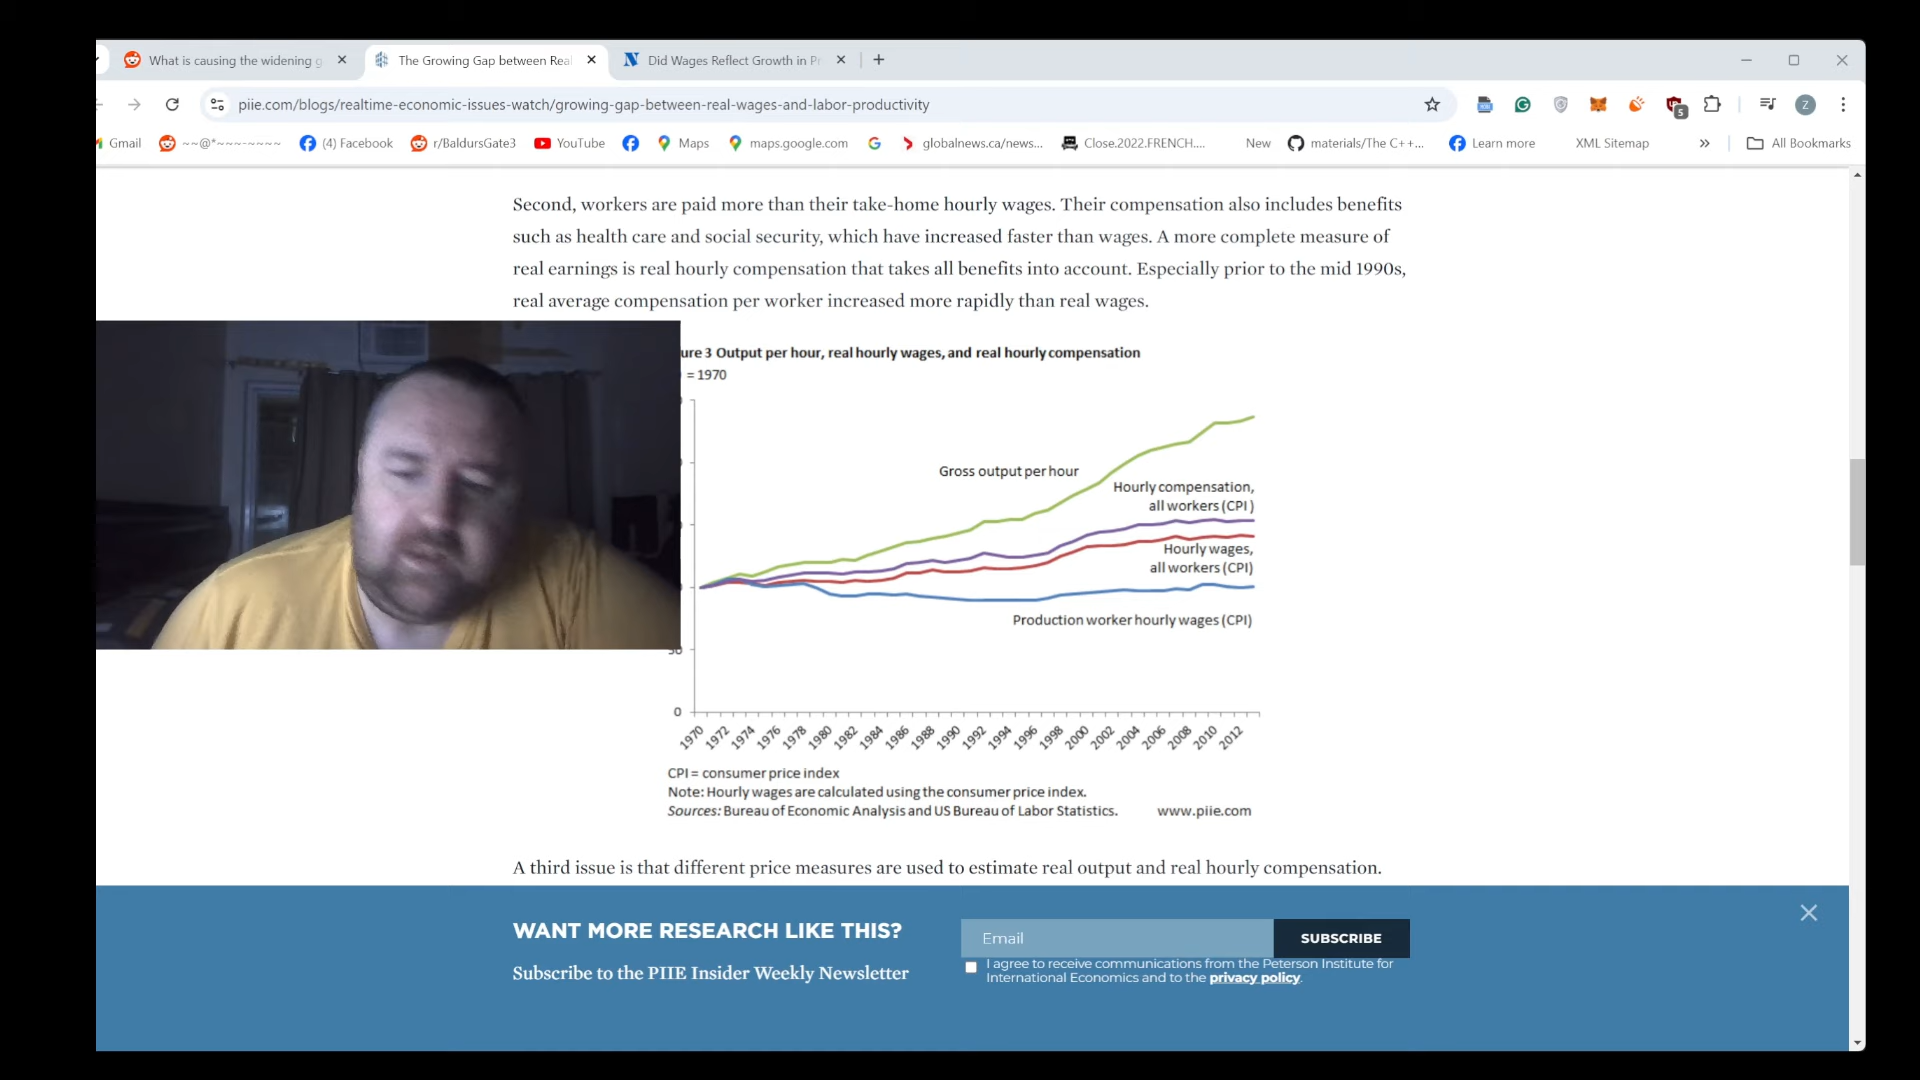 What is causing the widening g
The Growing Gap between Rea
Did Wages Reflect Growth in Pr
piie.com/blogs/realtime-economic-issues-watch/growing-gap-between-real-wages-and-labor-productivity
5
Z
Gmail
~~@*~~~-~~~~
(4) Facebook
r/BaldursGate3
YouTube
Maps
maps.google.com
globalnews.ca/news...
Close.2022.FRENCH....
New
materials/The C++...
Learn more
XML Sitemap
All Bookmarks
Second, workers are paid more than their take-home hourly wages. Their compensation also includes benefits
such as health care and social security, which have increased faster than wages. A more complete measure of
real earnings is real hourly compensation that takes all benefits into account. Especially prior to the mid 1990s,
real average compensation per worker increased more rapidly than real wages.
ure 3 Output per hour, real hourly wages, and real hourly compensation
= 1970
Gross output per hour
Hourly compensation,
all workers (CPI )
Hourly wages,
all workers (CPI)
Production worker hourly wages (CPI)
0
1970 1972 1974 1976 1978 1980 1982 1984 1986 1988 1990 1992 1994 1996 1998 2000 2002 2004 2006 2008 2010 2012
CPI = consumer price index
Note: Hourly wages are calculated using the consumer price index.
Sources: Bureau of Economic Analysis and US Bureau of Labor Statistics. www.piie.com
A third issue is that different price measures are used to estimate real output and real hourly compensation.
WANT MORE RESEARCH LIKE THIS?
Subscribe to the PIIE Insider Weekly Newsletter
Email
SUBSCRIBE
I agree to receive communications from the Peterson Institute for
International Economics and to the privacy policy.